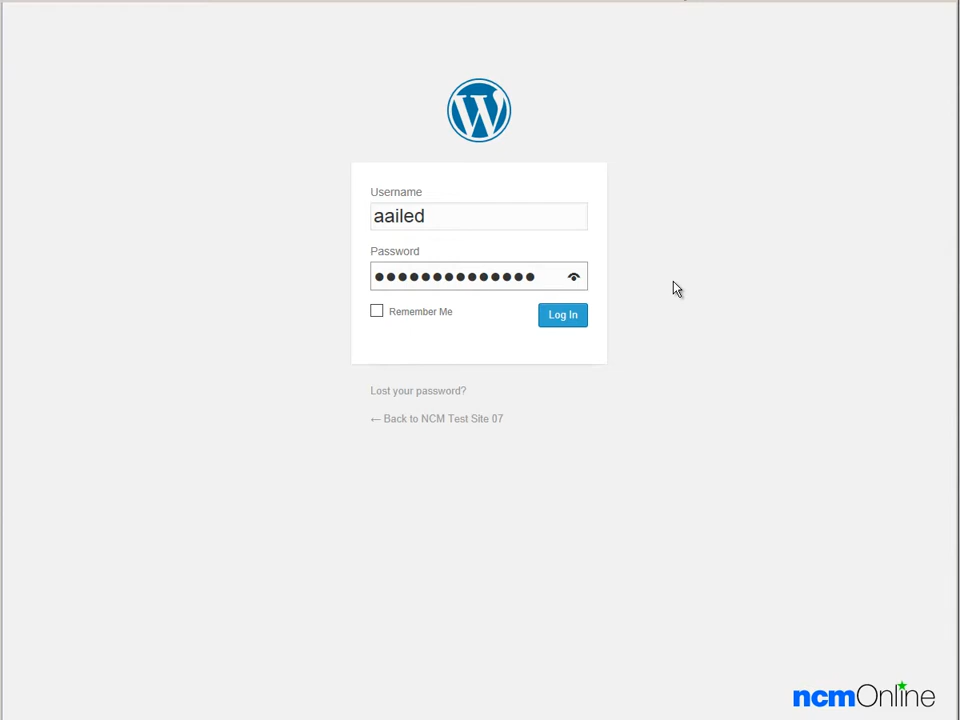 Username
aailed
Password
●●●●●●●●●●●●●●
Remember Me
Log In
Lost your password?
← Back to NCM Test Site 07
ncmOnline